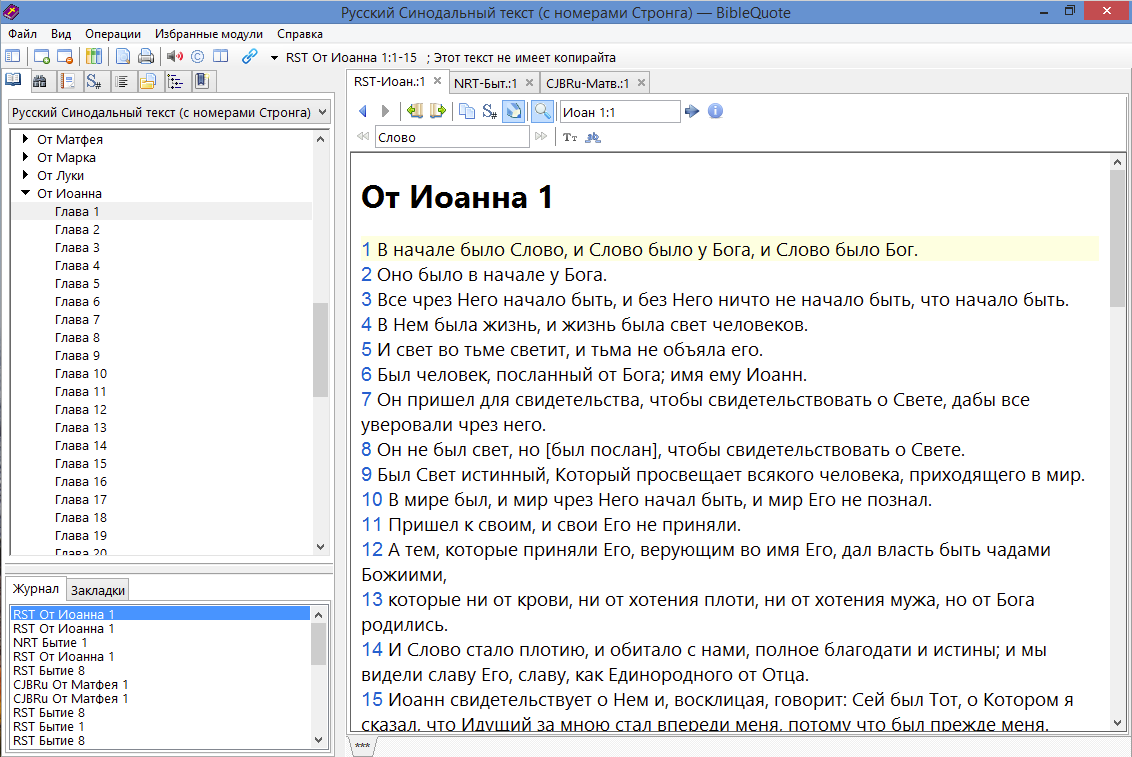 Русский Синодальный текст (с номерами Стронга) — BibleQuote
Файл Вид Операции Избранные модули Справка
RST От Иоанна 1:1-15 ; Этот текст не имеет копирайта
RST-Иоан.:1 NRT-Быт.:1 CJBRu-Матв.:1
Русский Синодальный текст (с номерами Стронга)
От Матфея
От Марка
От Луки
От Иоанна
Глава 1
Глава 2
Глава 3
Глава 4
Глава 5
Глава 6
Глава 7
Глава 8
Глава 9
Глава 10
Глава 11
Глава 12
Глава 13
Глава 14
Глава 15
Глава 16
Глава 17
Глава 18
Глава 19
Глава 20
Журнал Закладки
RST От Иоанна 1
RST От Иоанна 1
NRT Бытие 1
RST От Иоанна 1
RST Бытие 8
CJBRu От Матфея 1
CJBRu От Матфея 1
RST Бытие 8
RST Бытие 1
RST Бытие 8
Иоан 1:1
Слово
От Иоанна 1
1 В начале было Слово, и Слово было у Бога, и Слово было Бог.
2 Оно было в начале у Бога.
3 Все чрез Него начало быть, и без Него ничто не начало быть, что начало быть.
4 В Нем была жизнь, и жизнь была свет человеков.
5 И свет во тьме светит, и тьма не объяла его.
6 Был человек, посланный от Бога; имя ему Иоанн.
7 Он пришел для свидетельства, чтобы свидетельствовать о Свете, дабы все
уверовали чрез него.
8 Он не был свет, но [был послан], чтобы свидетельствовать о Свете.
9 Был Свет истинный, Который просвещает всякого человека, приходящего в мир.
10 В мире был, и мир чрез Него начал быть, и мир Его не познал.
11 Пришел к своим, и свои Его не приняли.
12 А тем, которые приняли Его, верующим во имя Его, дал власть быть чадами
Божиими,
13 которые ни от крови, ни от хотения плоти, ни от хотения мужа, но от Бога
родились.
14 И Слово стало плотию, и обитало с нами, полное благодати и истины; и мы
видели славу Его, славу, как Единородного от Отца.
15 Иоанн свидетельствует о Нем и, восклицая, говорит: Сей был Тот, о Котором я
сказал, что Идущий за мною стал впереди меня, потому что был прежде меня.
***